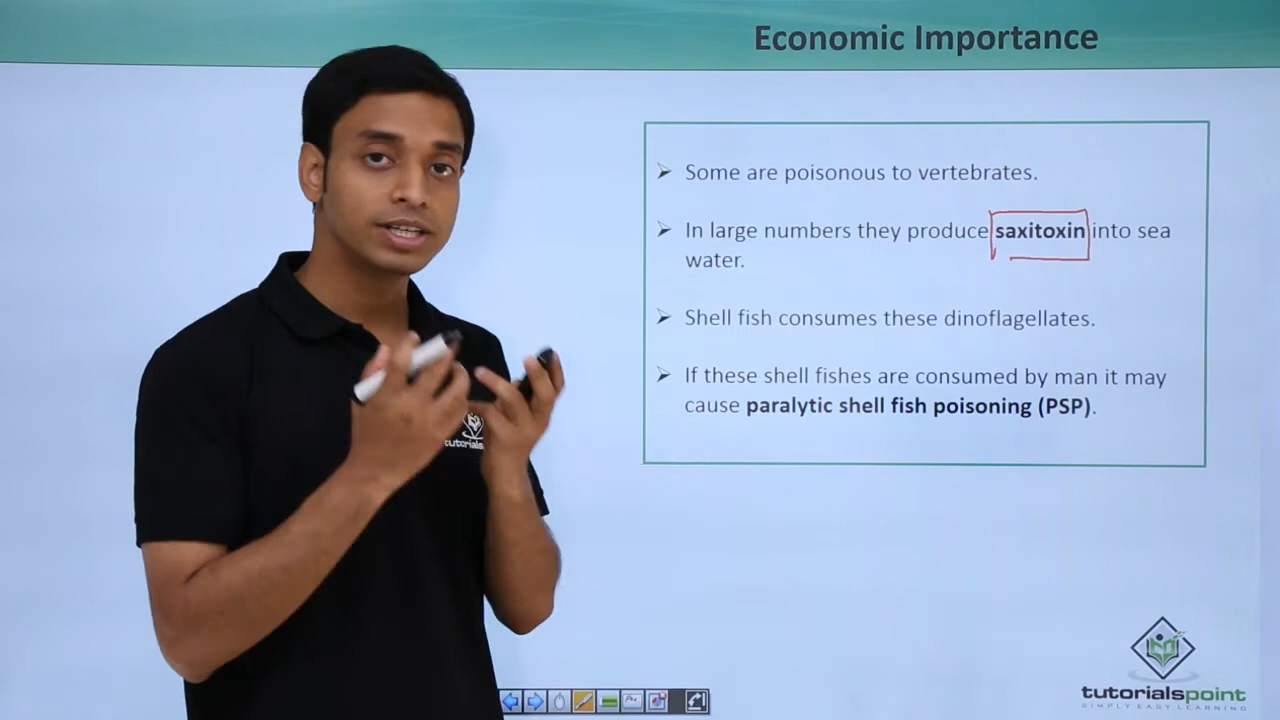 Economic Importance
Some are poisonous to vertebrates.
In large numbers they produce saxitoxin into sea
water.
Shell fish consumes these dinoflagellates.
If these shell fishes are consumed by man it may
cause paralytic shell fish poisoning (PSP).
tutorials
tutorialspoint
SIMPLY EASY LEARNING